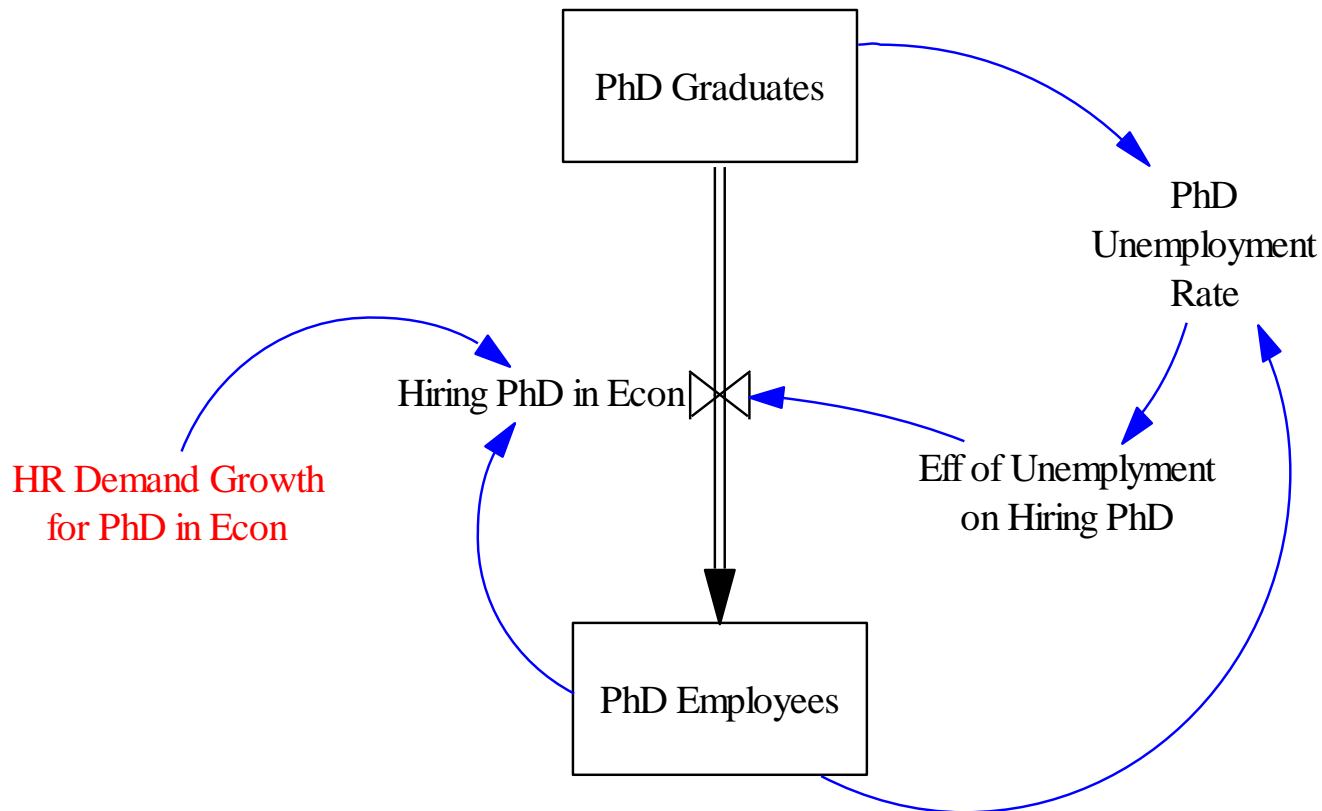 PhD Graduates
PhD
Unemployment
Rate
Hiring PhD in Econ
HR Demand Growth
for PhD in Econ
Eff of Unemplyment
on Hiring PhD
PhD Employees